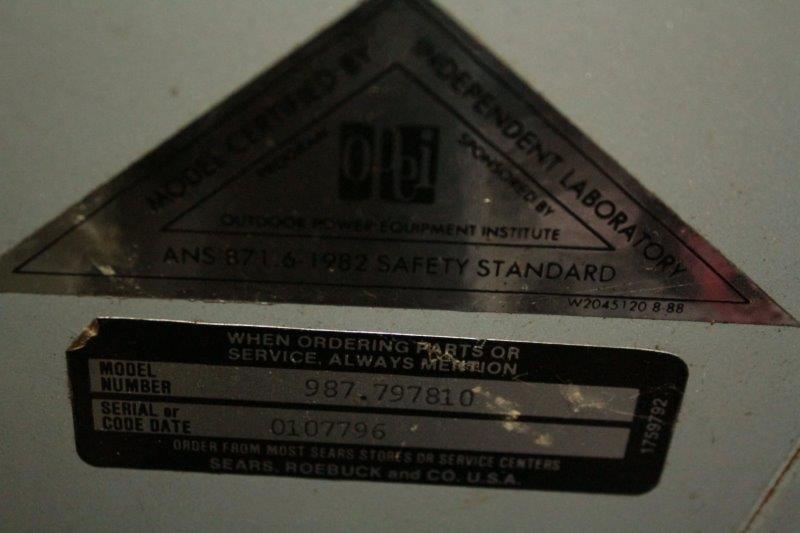 MODEL CERTIFIED BY
INDEPENDENT LABORATORY
PROGRAM
OPEI
SPONSORED BY
OUTDOOR POWER EQUIPMENT INSTITUTE
ANS B71.6-1982 SAFETY STANDARD
W2045120 8-88
WHEN ORDERING PARTS OR
SERVICE, ALWAYS MENTION
MODEL
NUMBER
987.797810
SERIAL or
CODE DATE
0107796
ORDER FROM MOST SEARS STORES OR SERVICE CENTERS
SEARS, ROEBUCK and CO. U.S.A.
1759792